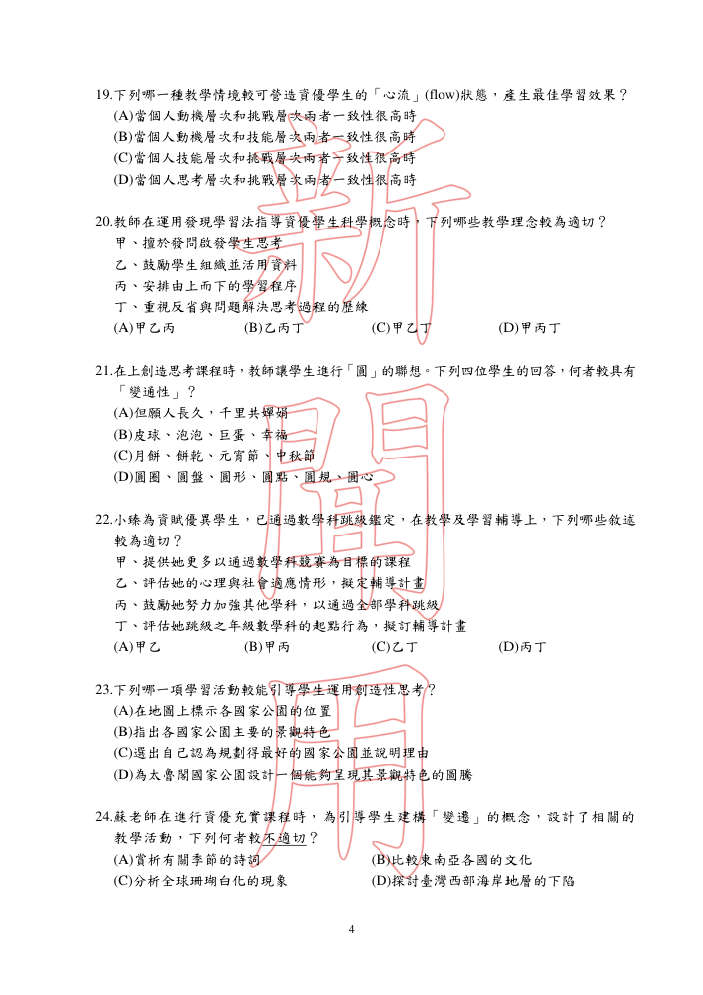 19.下列哪一種教學情境較可營造資優學生的「心流」(flow)狀態，產生最佳學習效果？
(A)當個人動機層次和挑戰層次兩者一致性很高時
(B)當個人動機層次和技能層次兩者一致性很高時
(C)當個人技能層次和挑戰層次兩者一致性很高時
(D)當個人思考層次和挑戰層次兩者一致性很高時
20.教師在運用發現學習法指導資優學生科學概念時，下列哪些教學理念較為適切？
甲、擅於發問啟發學生思考
乙、鼓勵學生組織並活用資料
丙、安排由上而下的學習程序
丁、重視反省與問題解決思考過程的歷練
(A)甲乙丙 (B)乙丙丁 (C)甲乙丁 (D)甲丙丁
21.在上創造思考課程時，教師讓學生進行「圓」的聯想。下列四位學生的回答，何者較具有
「變通性」？
(A)但願人長久，千里共嬋娟
(B)皮球、泡泡、巨蛋、幸福
(C)月餅、餅乾、元宵節、中秋節
(D)圓圈、圓盤、圓形、圓點、圓規、圓心
22.小臻為資賦優異學生，已通過數學科跳級鑑定，在教學及學習輔導上，下列哪些敘述
較為適切？
甲、提供她更多以通過數學科競賽為目標的課程
乙、評估她的心理與社會適應情形，擬定輔導計畫
丙、鼓勵她努力加強其他學科，以通過全部學科跳級
丁、評估她跳級之年級數學科的起點行為，擬訂輔導計畫
(A)甲乙 (B)甲丙 (C)乙丁 (D)丙丁
23.下列哪一項學習活動較能引導學生運用創造性思考？
(A)在地圖上標示各國家公園的位置
(B)指出各國家公園主要的景觀特色
(C)選出自己認為規劃得最好的國家公園並說明理由
(D)為太魯閣國家公園設計一個能夠呈現其景觀特色的圖騰
24.蘇老師在進行資優充實課程時，為引導學生建構「變遷」的概念，設計了相關的
教學活動，下列何者較不適切？
(A)賞析有關季節的詩詞 (B)比較東南亞各國的文化
(C)分析全球珊瑚白化的現象 (D)探討臺灣西部海岸地層的下陷
4
新聞用